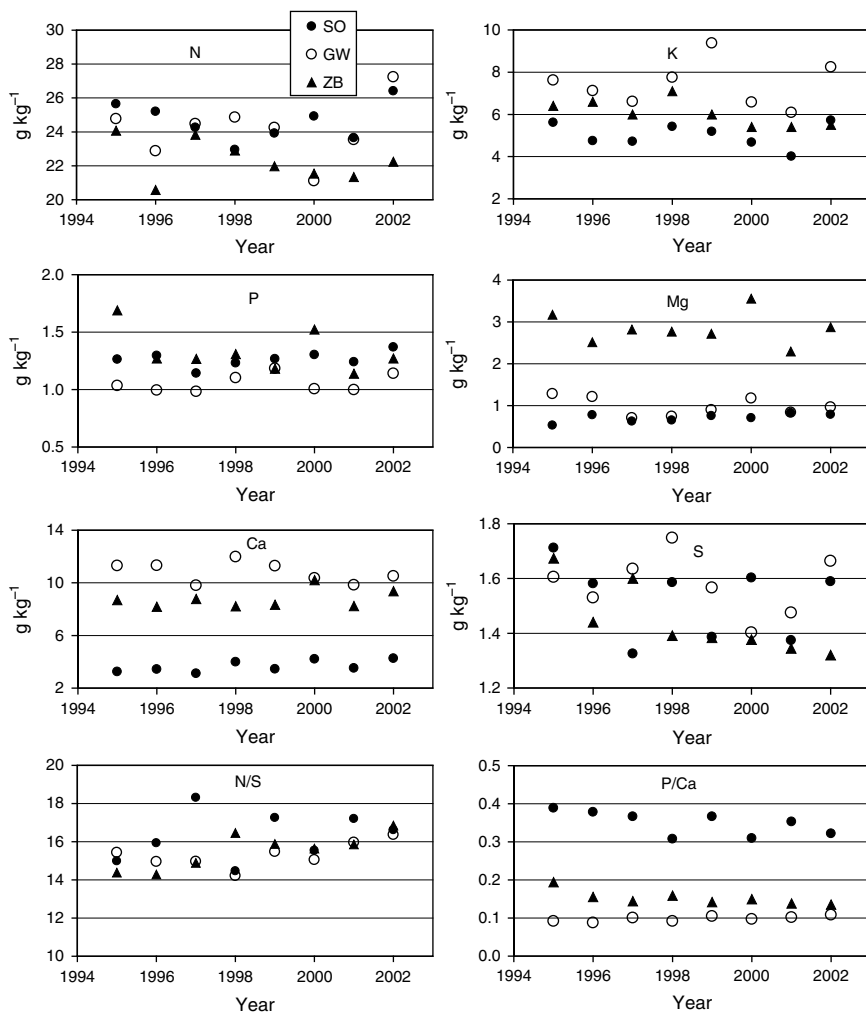 SO
GW
ZB
N
30
28
26
24
22
20
g kg⁻¹
1994 1996 1998 2000 2002
Year
K
10
8
6
4
2
g kg⁻¹
1994 1996 1998 2000 2002
Year
P
2.0
1.5
1.0
0.5
g kg⁻¹
1994 1996 1998 2000 2002
Year
Mg
4
3
2
1
0
g kg⁻¹
1994 1996 1998 2000 2002
Year
Ca
14
10
6
2
g kg⁻¹
1994 1996 1998 2000 2002
Year
S
1.8
1.6
1.4
1.2
g kg⁻¹
1994 1996 1998 2000 2002
Year
N/S
20
18
16
14
12
10
1994 1996 1998 2000 2002
Year
P/Ca
0.5
0.4
0.3
0.2
0.1
0.0
1994 1996 1998 2000 2002
Year